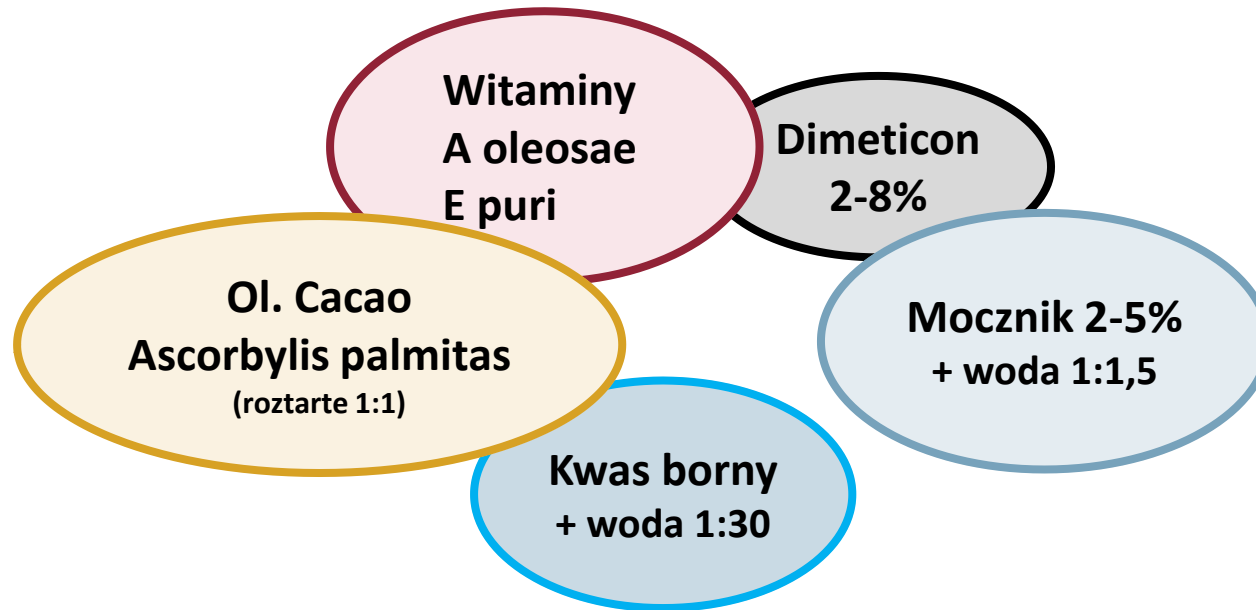 Witaminy
A oleosae
E puri
Dimeticon
2-8%
Ol. Cacao
Ascorbylis palmitas
(roztarte 1:1)
Mocznik 2-5%
+ woda 1:1,5
Kwas borny
+ woda 1:30